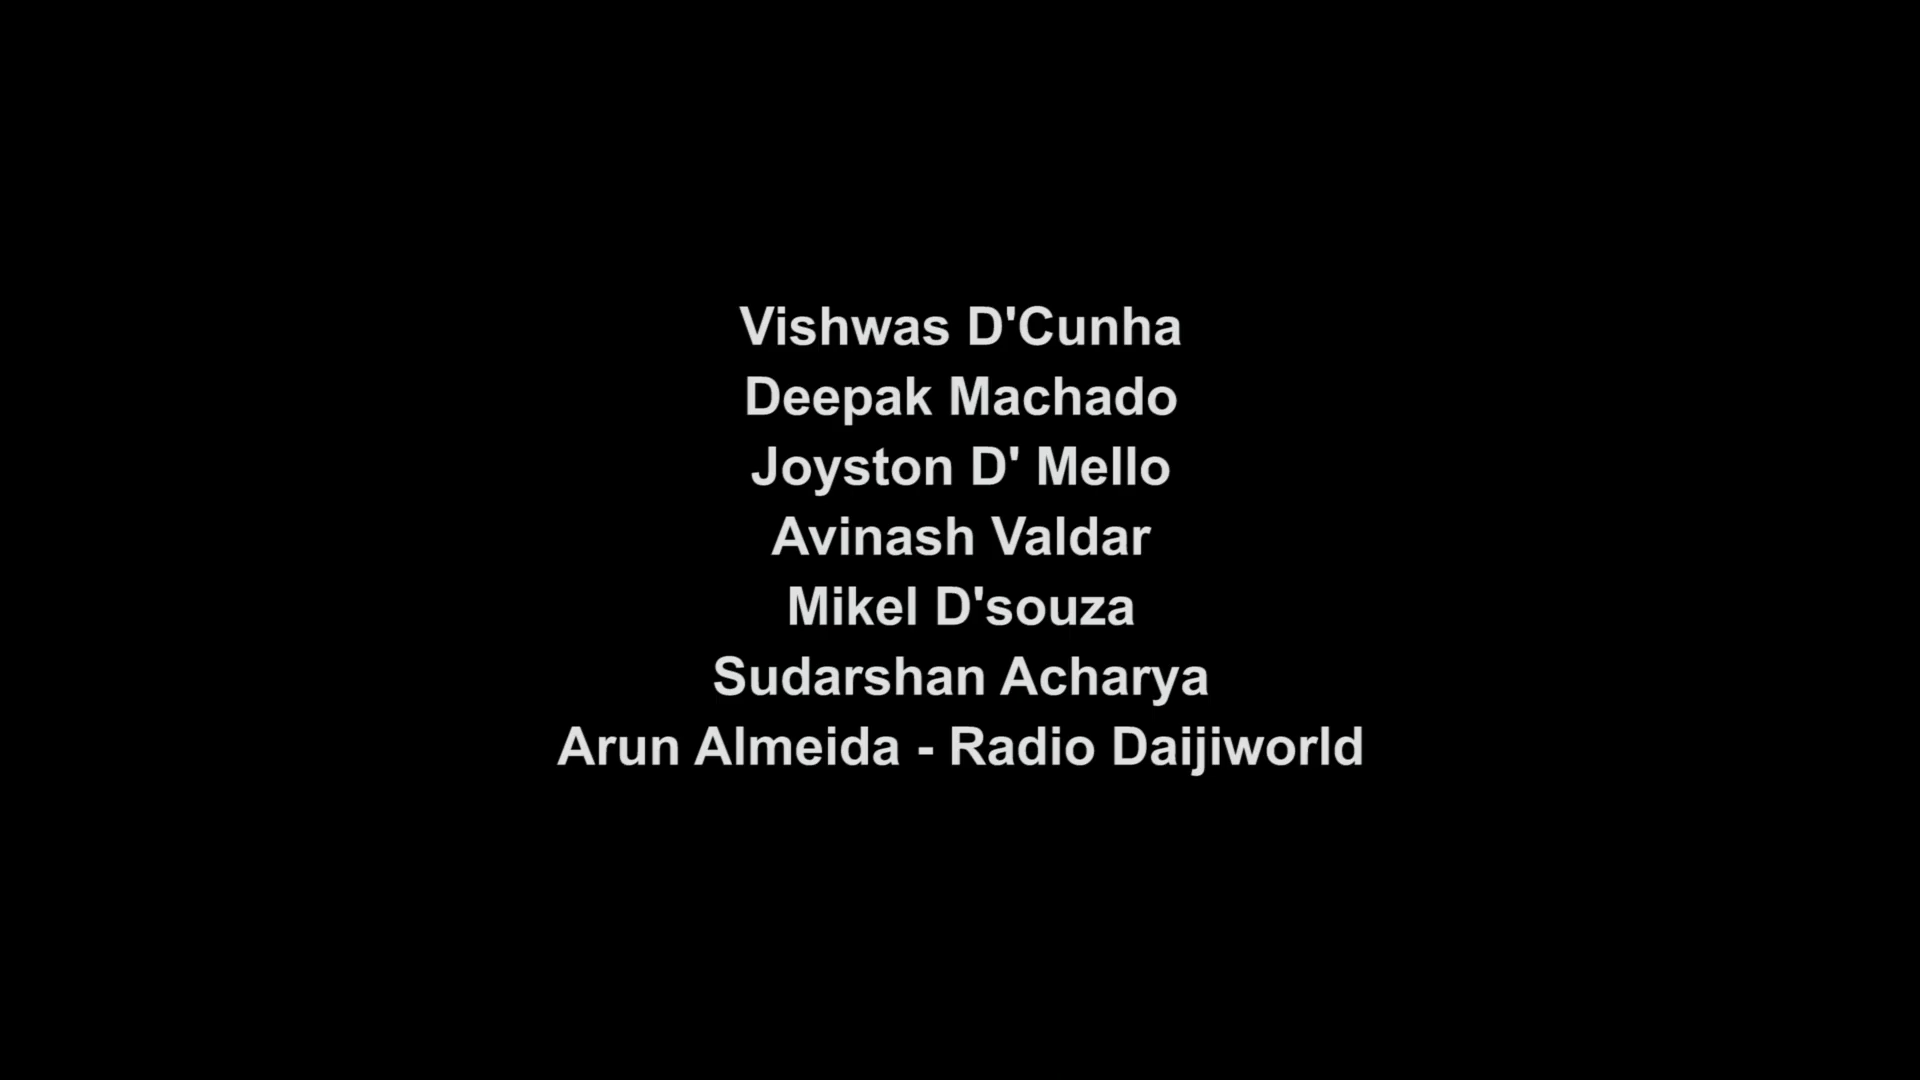 Vishwas D'Cunha
Deepak Machado
Joyston D' Mello
Avinash Valdar
Mikel D'souza
Sudarshan Acharya
Arun Almeida - Radio Daijiworld